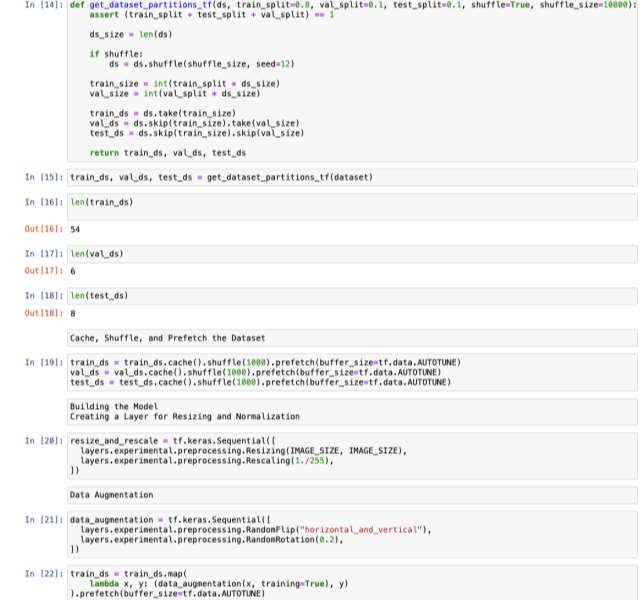 In [14]: def get_dataset_partitions_tf(ds, train_split=0.8, val_split=0.1, test_split=0.1, shuffle=True, shuffle_size=10000):
    assert (train_split + test_split + val_split) == 1
    ds_size = len(ds)
    if shuffle:
        ds = ds.shuffle(shuffle_size, seed=12)
    train_size = int(train_split * ds_size)
    val_size = int(val_split * ds_size)
    train_ds = ds.take(train_size)
    val_ds = ds.skip(train_size).take(val_size)
    test_ds = ds.skip(train_size).skip(val_size)
    return train_ds, val_ds, test_ds
In [15]: train_ds, val_ds, test_ds = get_dataset_partitions_tf(dataset)
In [16]: len(train_ds)
Out[16]: 54
In [17]: len(val_ds)
Out[17]: 6
In [18]: len(test_ds)
Out[18]: 8
Cache, Shuffle, and Prefetch the Dataset
In [19]: train_ds = train_ds.cache().shuffle(1000).prefetch(buffer_size=tf.data.AUTOTUNE)
val_ds = val_ds.cache().shuffle(1000).prefetch(buffer_size=tf.data.AUTOTUNE)
test_ds = test_ds.cache().shuffle(1000).prefetch(buffer_size=tf.data.AUTOTUNE)
Building the Model
Creating a Layer for Resizing and Normalization
In [20]: resize_and_rescale = tf.keras.Sequential([
  layers.experimental.preprocessing.Resizing(IMAGE_SIZE, IMAGE_SIZE),
  layers.experimental.preprocessing.Rescaling(1./255),
])
Data Augmentation
In [21]: data_augmentation = tf.keras.Sequential([
  layers.experimental.preprocessing.RandomFlip("horizontal_and_vertical"),
  layers.experimental.preprocessing.RandomRotation(0.2),
])
In [22]: train_ds = train_ds.map(
    lambda x, y: (data_augmentation(x, training=True), y)
).prefetch(buffer_size=tf.data.AUTOTUNE)